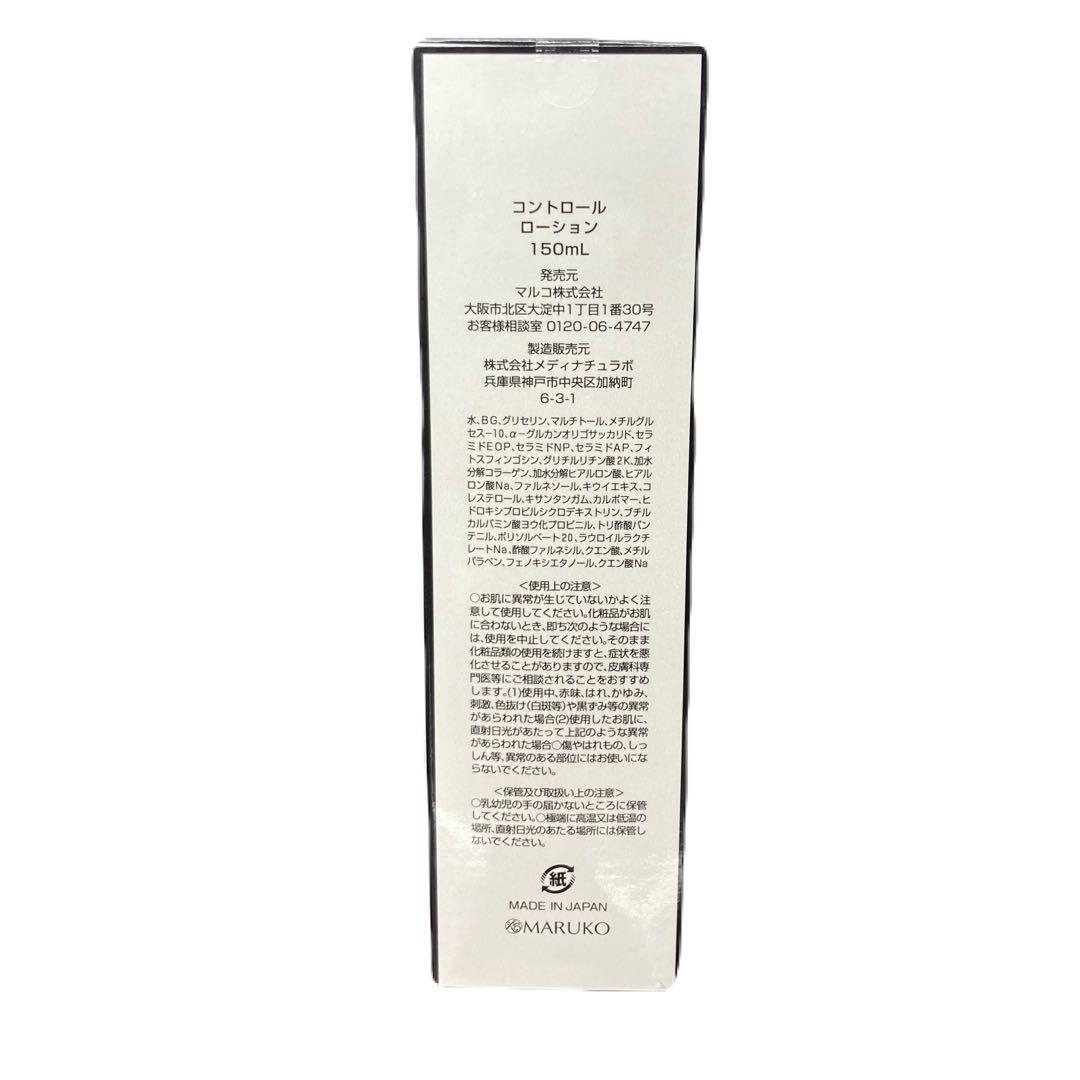 コントロール
ローション
150mL
発売元
マルコ株式会社
大阪市北区大淀中1丁目1番30号
お客様相談室 0120-06-4747
製造販売元
株式会社メディナチュラボ
兵庫県神戸市中央区加納町
6-3-1
水、BG、グリセリン、マルチトール、メチルグル
セス-10、α-グルカンオリゴサッカリド、セラ
ミドEOP、セラミドNP、セラミドAP、フィ
トスフィンゴシン、グリチルリチン酸2K、加水
分解コラーゲン、加水分解ヒアルロン酸、ヒアル
ロン酸Na、ファルネソール、キウイエキス、コ
レステロール、キサンタンガム、カルボマー、ヒ
ドロキシプロピルシクロデキストリン、ブチル
カルバミン酸ヨウ化プロピニル、トリ酢酸パン
テニル、ポリソルベート20、ラウロイルラクチ
レートNa、酢酸ファルネシル、クエン酸、メチル
パラベン、フェノキシエタノール、クエン酸Na
＜使用上の注意＞
○お肌に異常が生じていないかよく注
意して使用してください。化粧品がお肌
に合わないとき、即ち次のような場合に
は、使用を中止してください。そのまま
化粧品類の使用を続けますと、症状を悪
化させることがありますので、皮膚科専
門医等にご相談されることをおすすめ
します。(1)使用中、赤味、はれ、かゆみ、
刺激、色抜け(白斑等)や黒ずみ等の異常
があらわれた場合(2)使用したお肌に、
直射日光があたって上記のような異常
があらわれた場合○傷やはれもの、しっ
しん等、異常のある部位にはお使いにな
らないでください。
＜保管及び取扱い上の注意＞
○乳幼児の手の届かないところに保管
してください。○極端に高温又は低温の
場所、直射日光のあたる場所には保管し
ないでください。
紙
MADE IN JAPAN
MARUKO